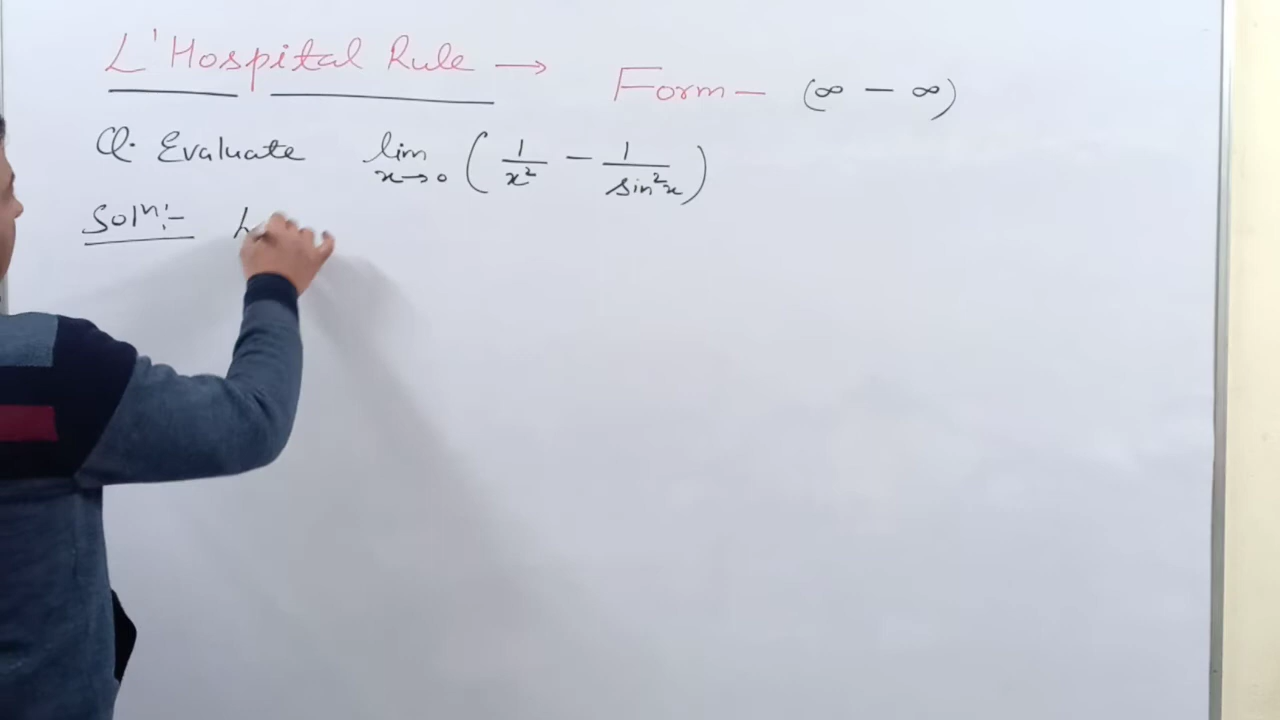 L'Hospital Rule → Form – (∞ – ∞)
Q. Evaluate lim x→0 (1/x² – 1/sin²x)
Soln:-